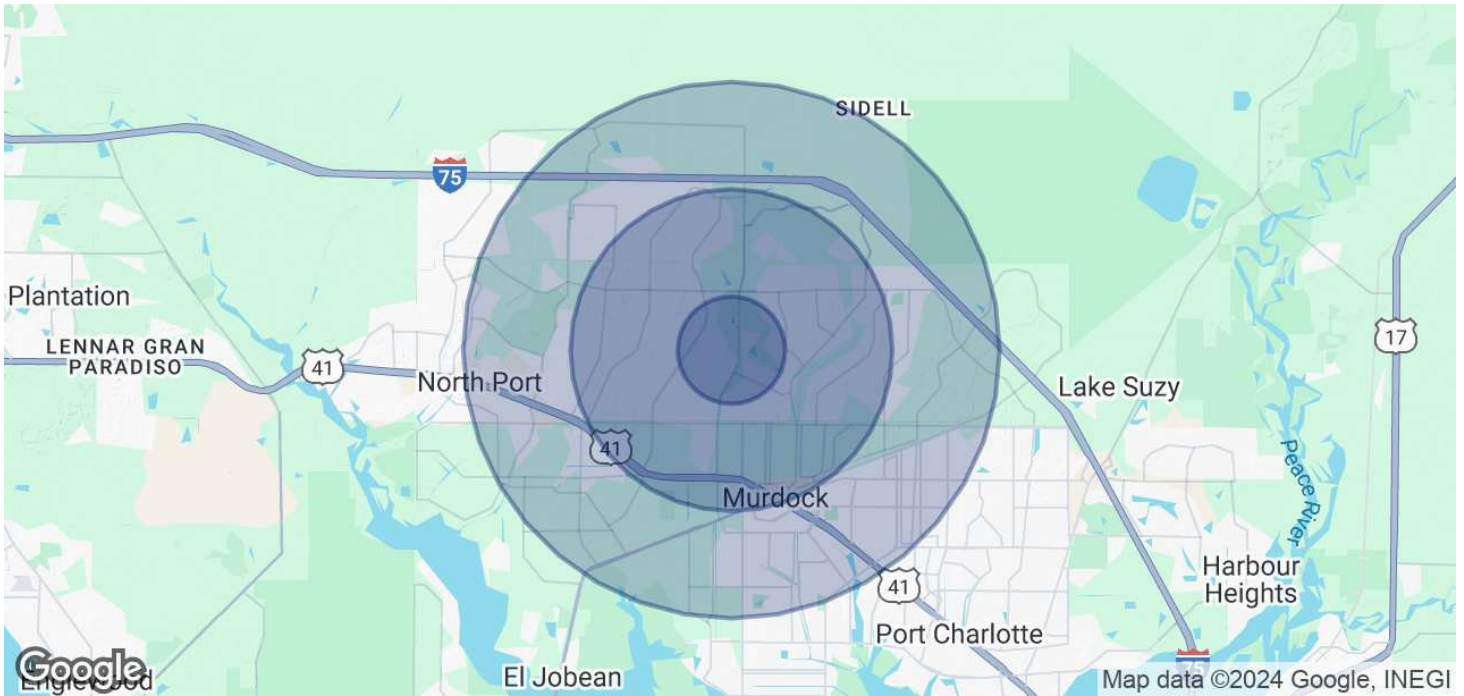 SIDELL
75
Plantation
LENNAR GRAN
PARADISO
41
North Port
17
Lake Suzy
41
Murdock
Peace River
Harbour
Heights
41
Port Charlotte
El Jobean
75
Google
Englewood
Map data ©2024 Google, INEGI